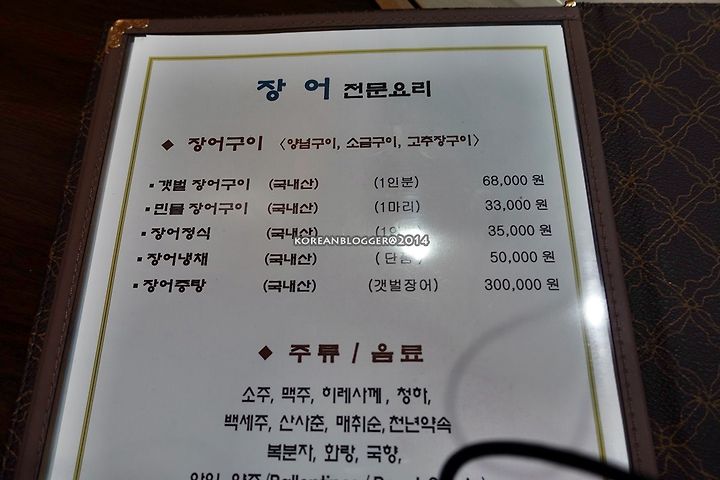 장어 전문요리
◆ 장어구이 <양념구이, 소금구이, 고추장구이>
▪ 갯벌 장어구이 (국내산) (1인분) 68,000 원
▪ 민물 장어구이 (국내산) (1마리) 33,000 원
▪ 장어정식 (국내산) 35,000 원
KOREANBLOGGER@2014
▪ 장어냉채 (국내산) 50,000 원
▪ 장어중탕 (국내산) (갯벌장어) 300,000 원
◆ 주류 / 음료
소주, 맥주, 히레사께, 청하,
백세주, 산사춘, 매취순, 천년약속
복분자, 화랑, 국향,